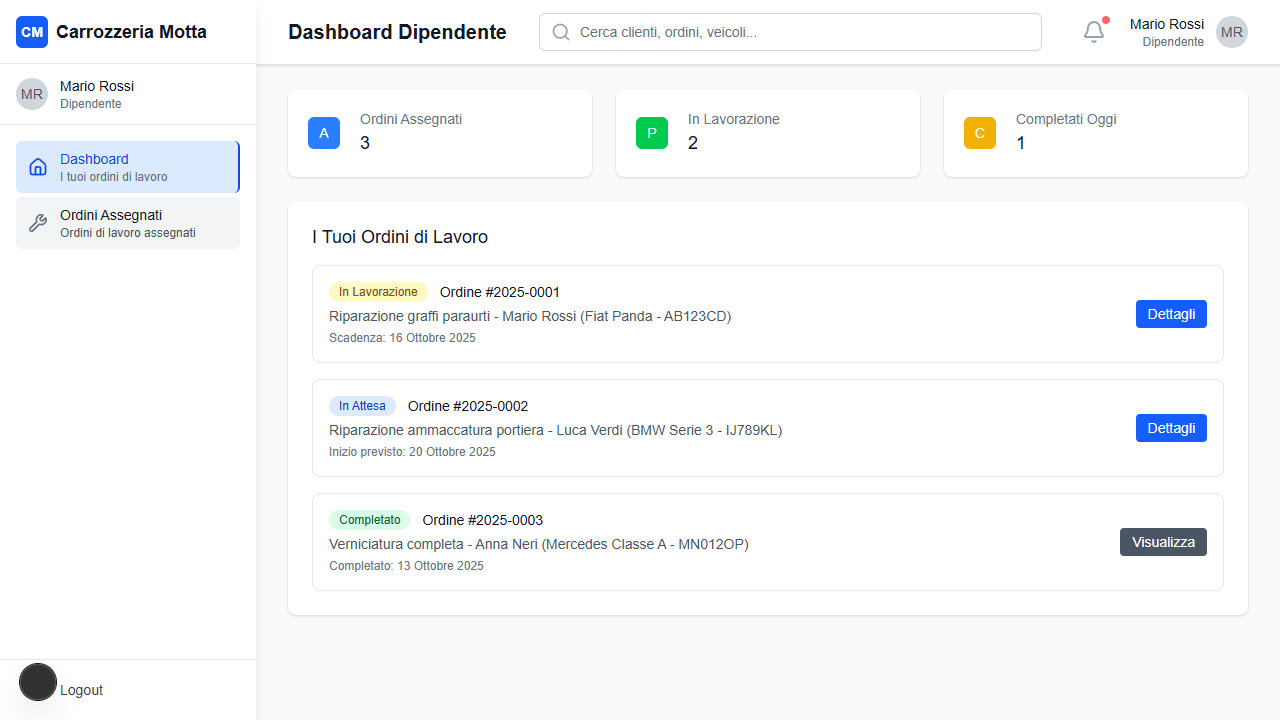 CM Carrozzeria Motta
MR Mario Rossi
Dipendente
Dashboard
I tuoi ordini di lavoro
Ordini Assegnati
Ordini di lavoro assegnati
Logout
Dashboard Dipendente
Cerca clienti, ordini, veicoli...
Mario Rossi
Dipendente
MR
A
Ordini Assegnati
3
P
In Lavorazione
2
C
Completati Oggi
1
I Tuoi Ordini di Lavoro
In Lavorazione Ordine #2025-0001
Riparazione graffi paraurti - Mario Rossi (Fiat Panda - AB123CD)
Scadenza: 16 Ottobre 2025
Dettagli
In Attesa Ordine #2025-0002
Riparazione ammaccatura portiera - Luca Verdi (BMW Serie 3 - IJ789KL)
Inizio previsto: 20 Ottobre 2025
Dettagli
Completato Ordine #2025-0003
Verniciatura completa - Anna Neri (Mercedes Classe A - MN012OP)
Completato: 13 Ottobre 2025
Visualizza